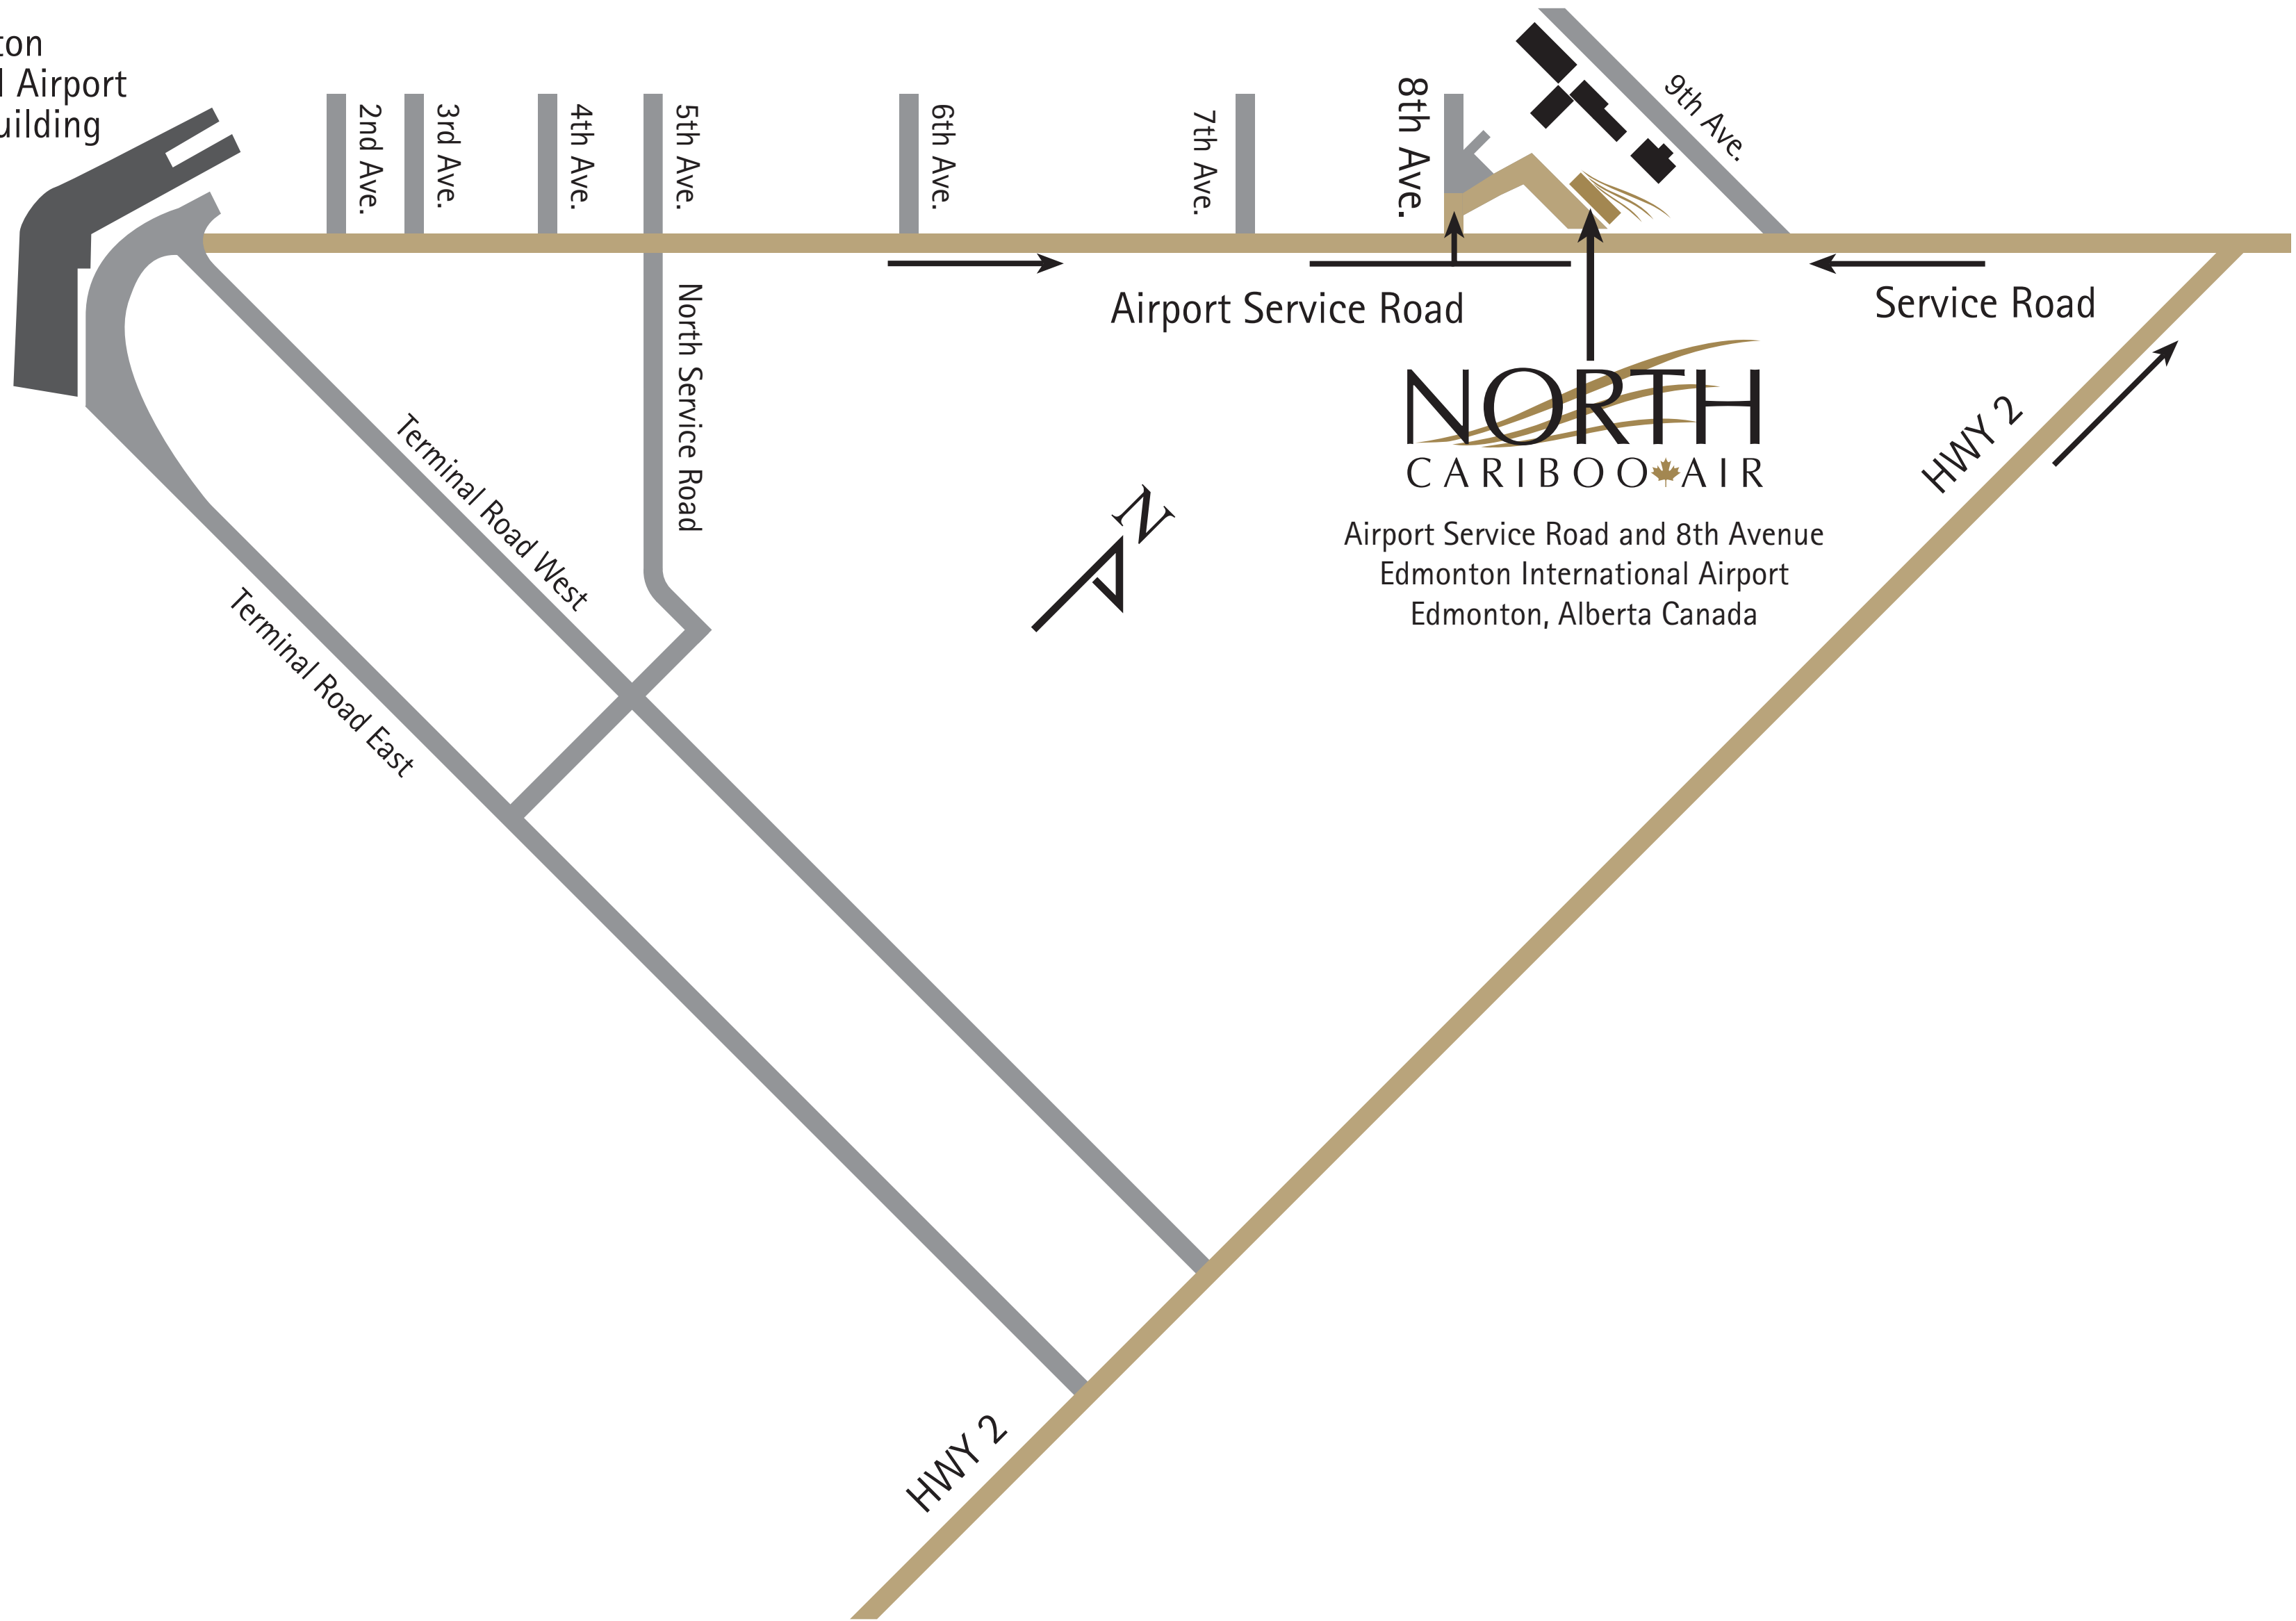 ton
l Airport
uilding
2nd Ave.
3rd Ave.
4th Ave.
5th Ave.
6th Ave.
7th Ave.
8th Ave.
9th Ave.
Airport Service Road
Service Road
North Service Road
Terminal Road West
Terminal Road East
N
NORTH
CARIBOO AIR
Airport Service Road and 8th Avenue
Edmonton International Airport
Edmonton, Alberta Canada
HWY 2
HWY 2